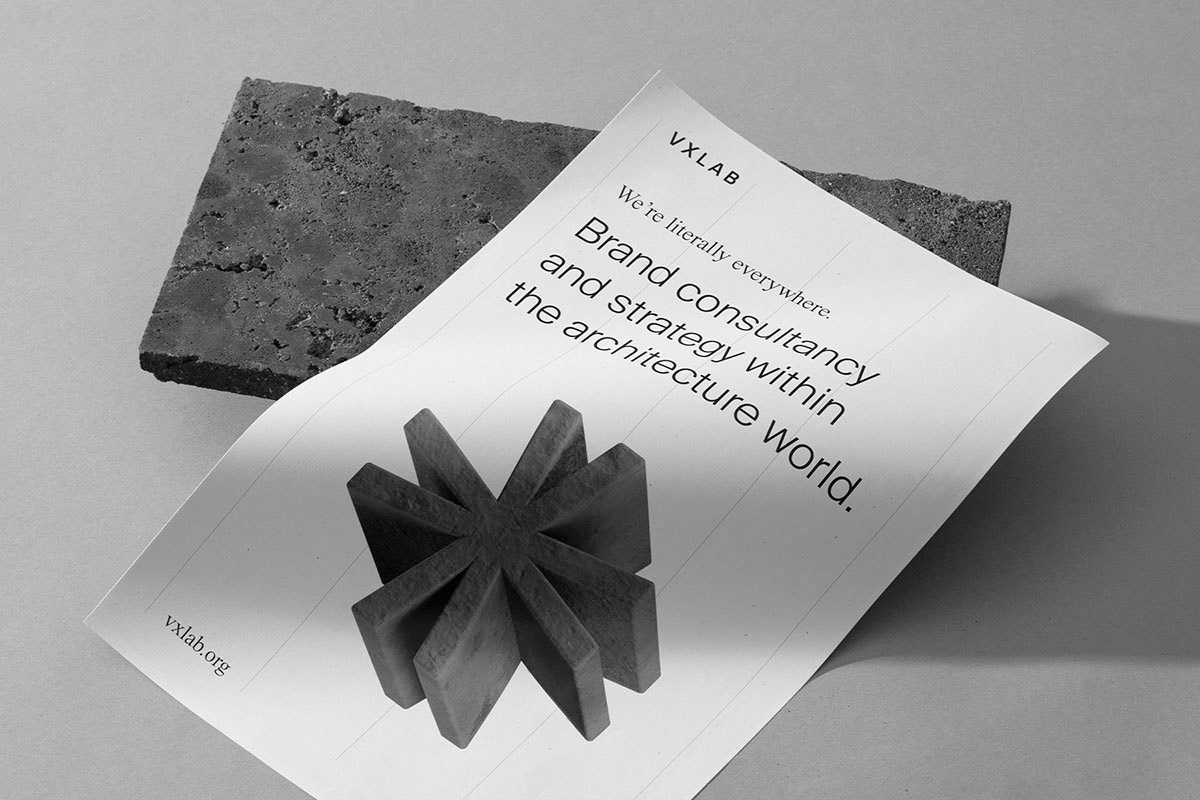 VXLAB
We're literally everywhere.
Brand consultancy
and strategy within
the architecture world.
vxlab.org